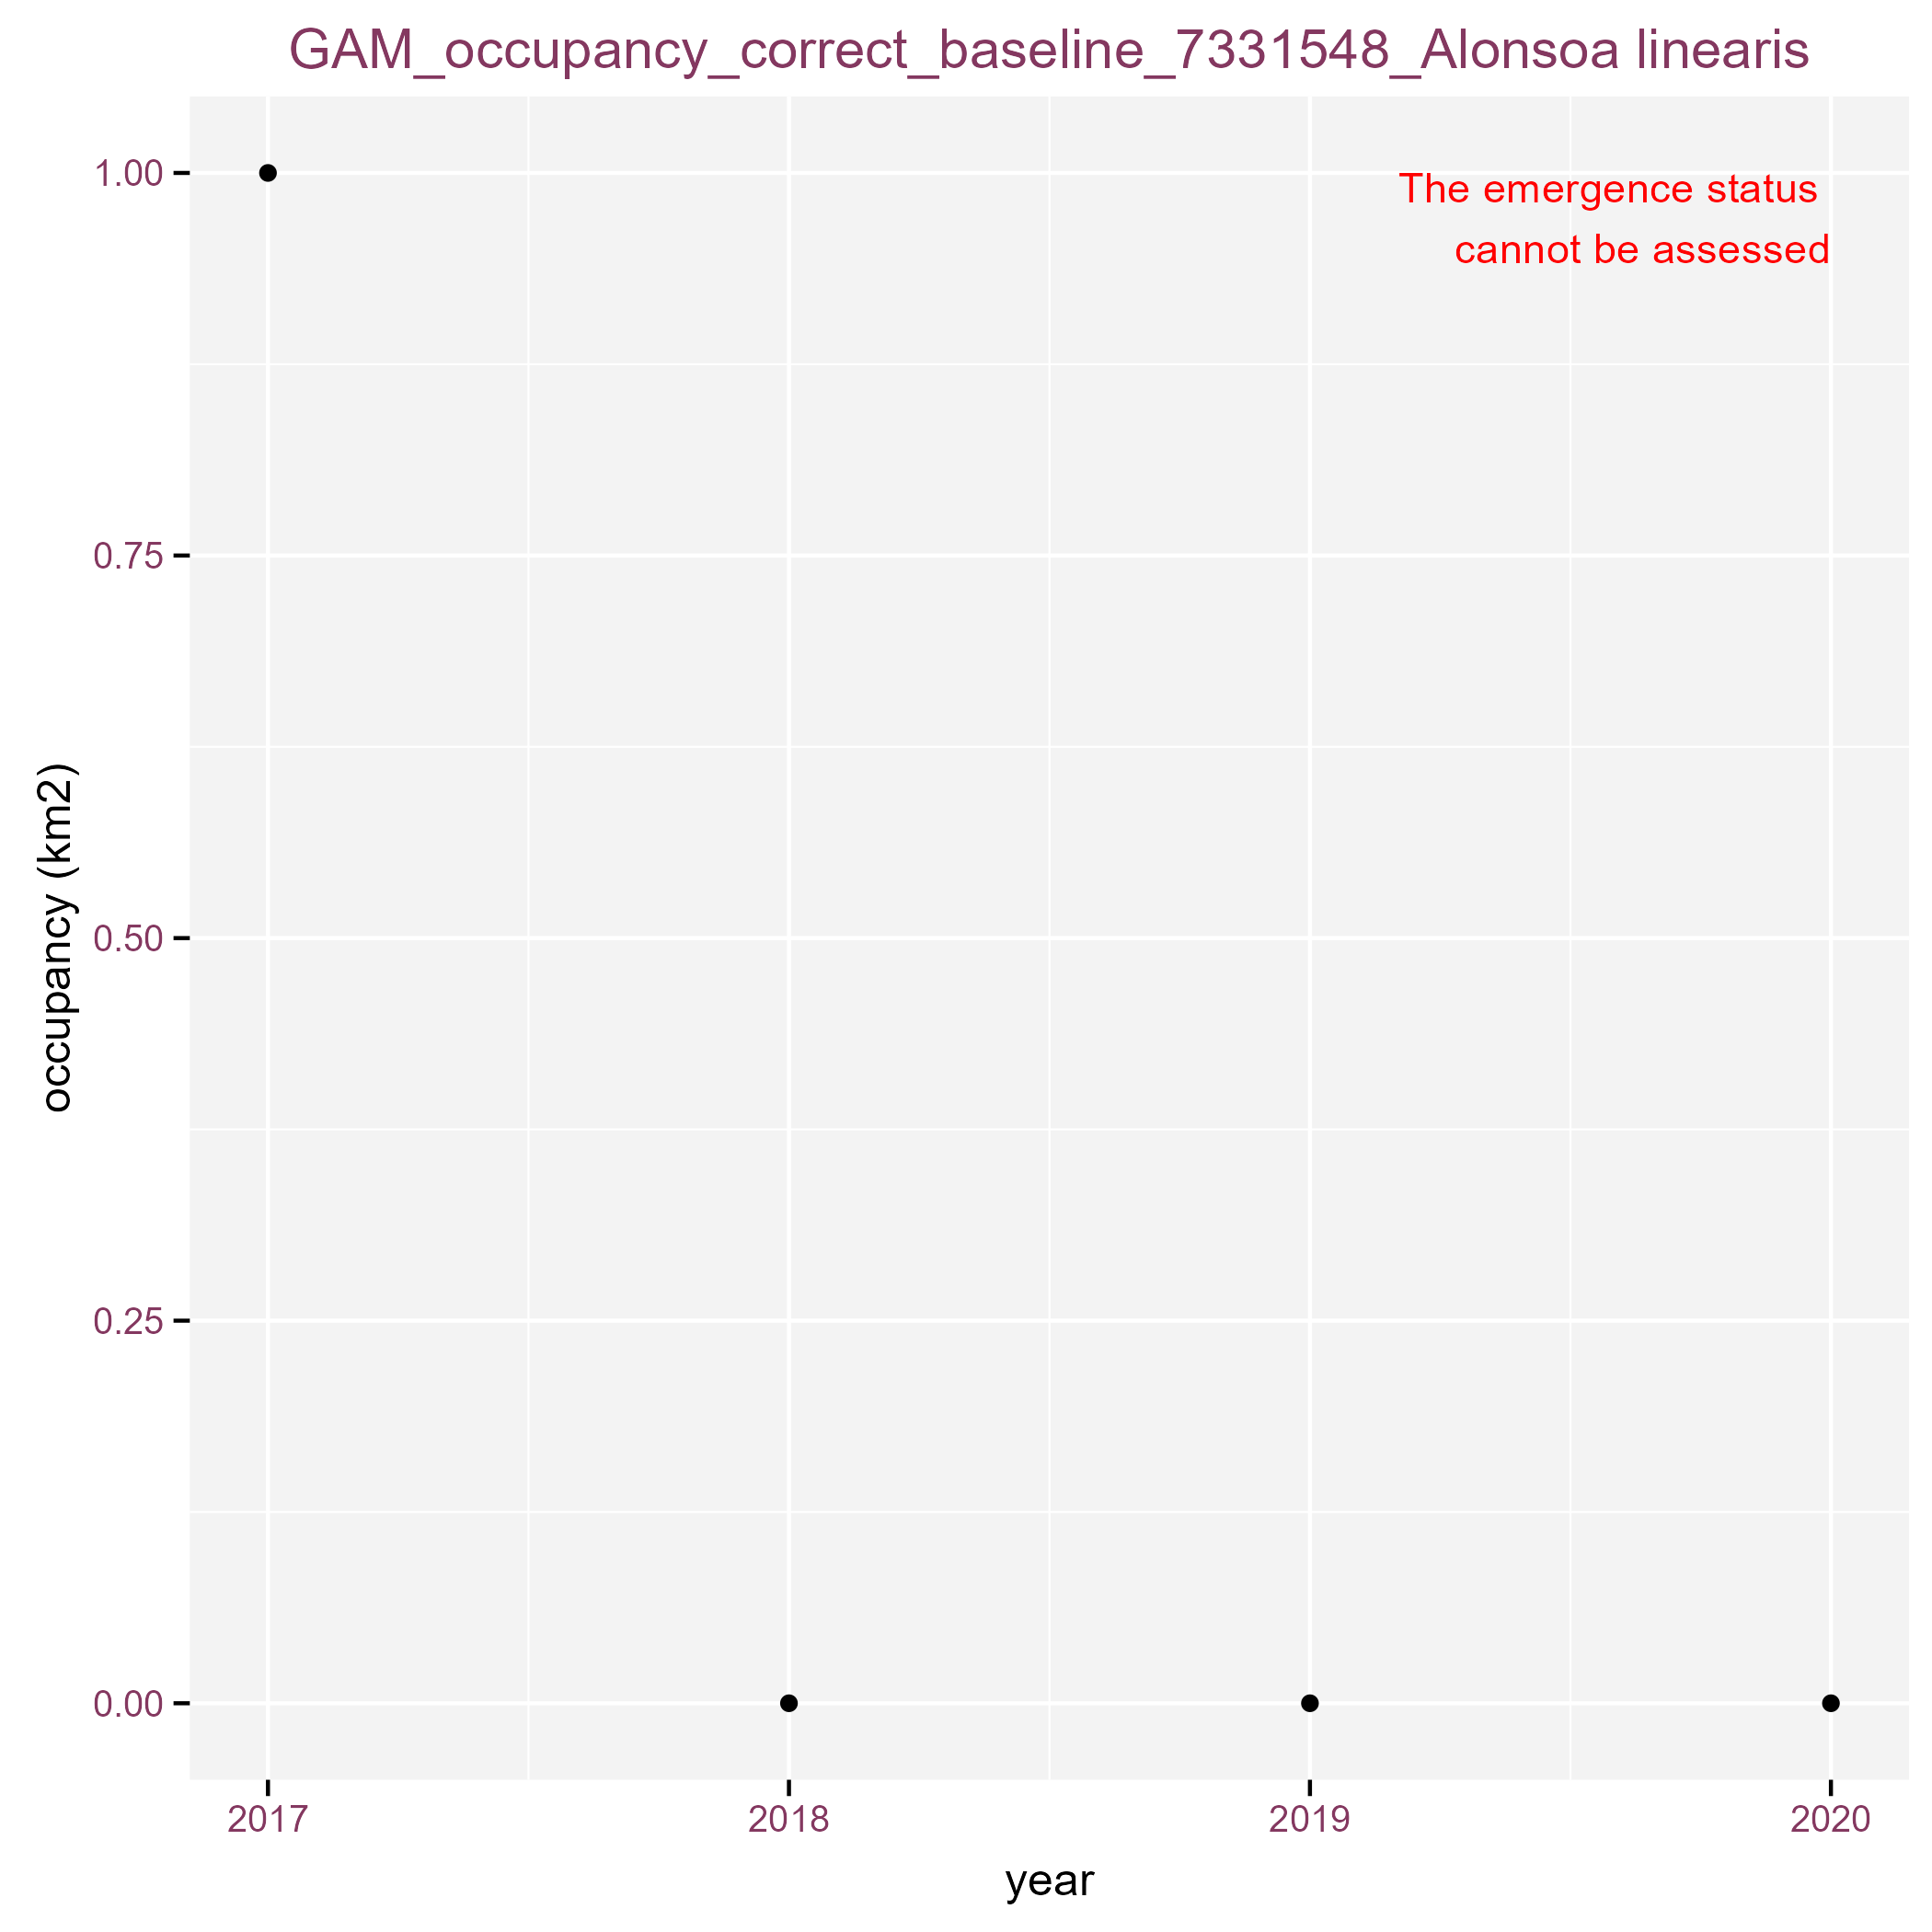 GAM_occupancy_correct_baseline_7331548_Alonsoa linearis
The emergence status
cannot be assessed
1.00
0.75
0.50
0.25
0.00
occupancy (km2)
2017 2018 2019 2020
year